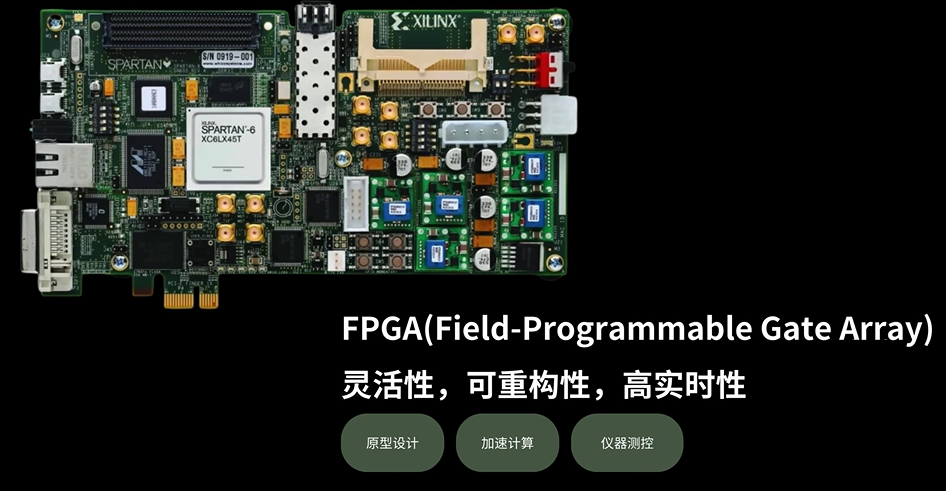 XILINX
SPARTAN
S/N 0919-001
XILINX
SPARTAN-6
XC6LX45T
FPGA(Field-Programmable Gate Array)
灵活性，可重构性，高实时性
原型设计
加速计算
仪器测控